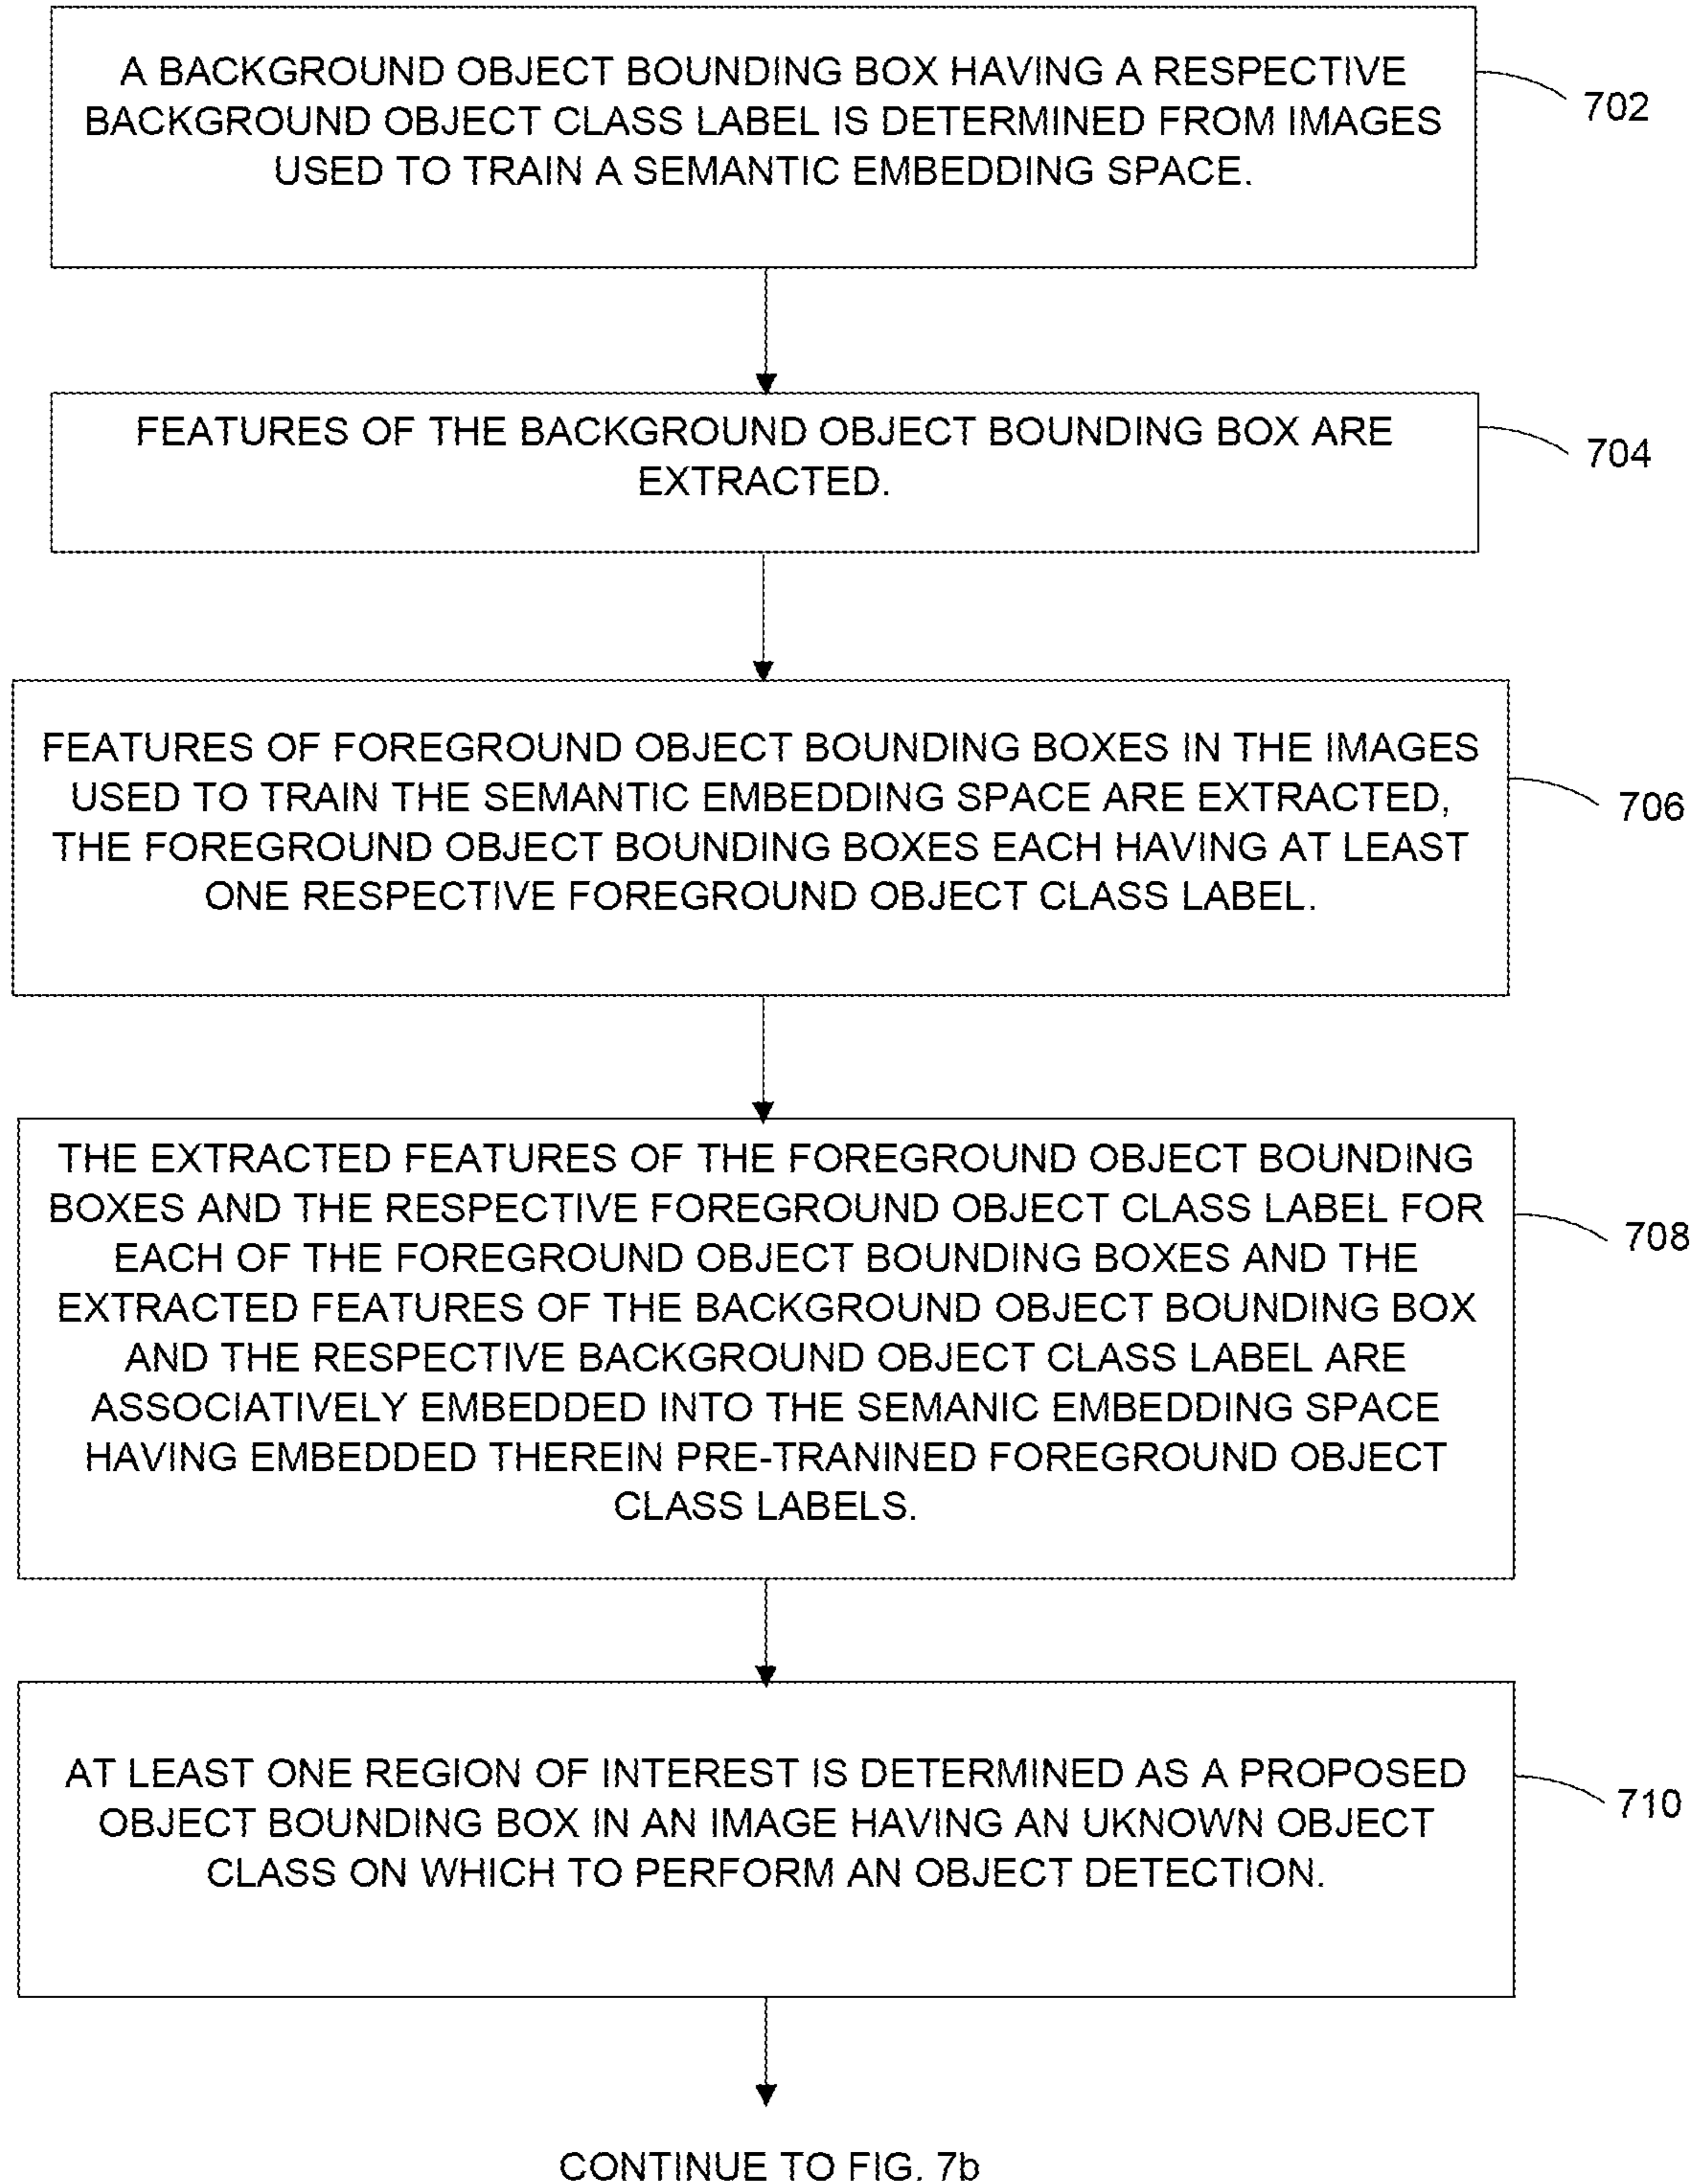 A BACKGROUND OBJECT BOUNDING BOX HAVING A RESPECTIVE
BACKGROUND OBJECT CLASS LABEL IS DETERMINED FROM IMAGES
USED TO TRAIN A SEMANTIC EMBEDDING SPACE.
702
FEATURES OF THE BACKGROUND OBJECT BOUNDING BOX ARE
EXTRACTED.
704
FEATURES OF FOREGROUND OBJECT BOUNDING BOXES IN THE IMAGES
USED TO TRAIN THE SEMANTIC EMBEDDING SPACE ARE EXTRACTED,
THE FOREGROUND OBJECT BOUNDING BOXES EACH HAVING AT LEAST
ONE RESPECTIVE FOREGROUND OBJECT CLASS LABEL.
706
THE EXTRACTED FEATURES OF THE FOREGROUND OBJECT BOUNDING
BOXES AND THE RESPECTIVE FOREGROUND OBJECT CLASS LABEL FOR
EACH OF THE FOREGROUND OBJECT BOUNDING BOXES AND THE
EXTRACTED FEATURES OF THE BACKGROUND OBJECT BOUNDING BOX
AND THE RESPECTIVE BACKGROUND OBJECT CLASS LABEL ARE
ASSOCIATIVELY EMBEDDED INTO THE SEMANIC EMBEDDING SPACE
HAVING EMBEDDED THEREIN PRE-TRANINED FOREGROUND OBJECT
CLASS LABELS.
708
AT LEAST ONE REGION OF INTEREST IS DETERMINED AS A PROPOSED
OBJECT BOUNDING BOX IN AN IMAGE HAVING AN UKNOWN OBJECT
CLASS ON WHICH TO PERFORM AN OBJECT DETECTION.
710
CONTINUE TO FIG. 7b